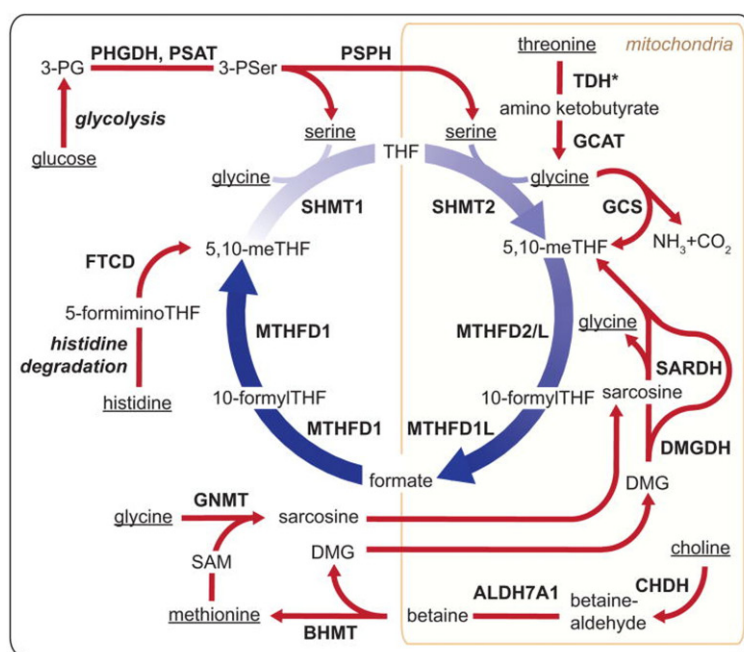 threonine
mitochondria
PHGDH, PSAT
PSPH
3-PG
3-PSer
TDH*
amino ketobutyrate
glycolysis
serine
serine
GCAT
glucose
THF
glycine
glycine
SHMT1
SHMT2
GCS
FTCD
5,10-meTHF
5,10-meTHF
NH3+CO2
5-formiminoTHF
MTHFD1
MTHFD2/L
glycine
histidine
degradation
SARDH
histidine
10-formylTHF
10-formylTHF
sarcosine
MTHFD1
MTHFD1L
DMGDH
formate
DMG
GNMT
glycine
sarcosine
SAM
DMG
choline
ALDH7A1
CHDH
methionine
betaine
betaine-
aldehyde
BHMT